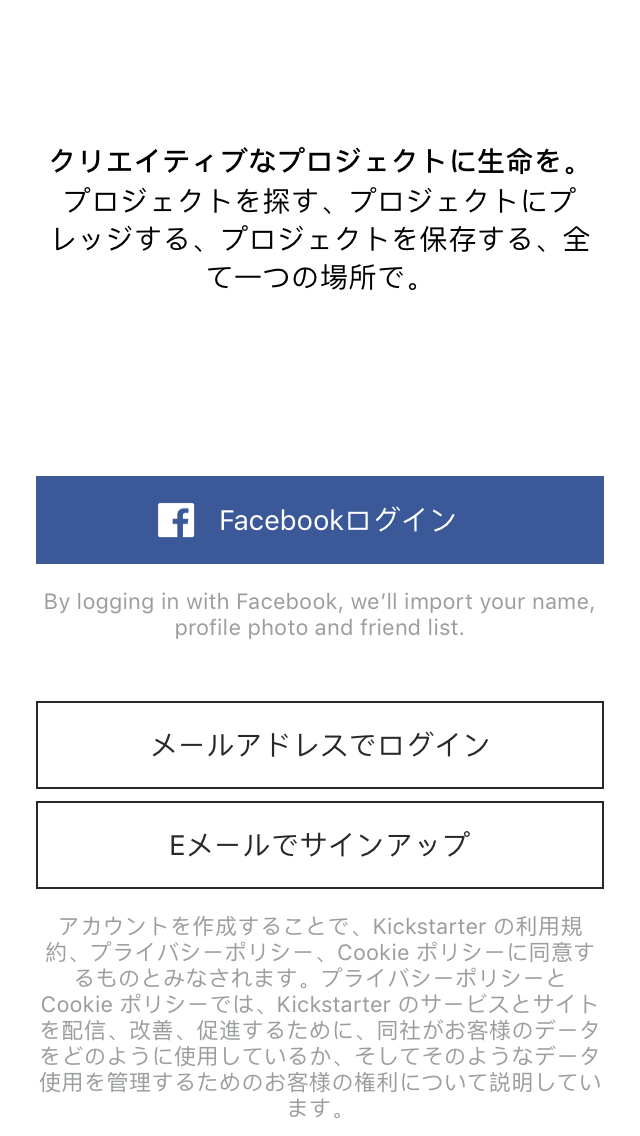 クリエイティブなプロジェクトに生命を。
プロジェクトを探す、プロジェクトにプ
レッジする、プロジェクトを保存する、全
て一つの場所で。
Facebookログイン
By logging in with Facebook, we’ll import your name,
profile photo and friend list.
メールアドレスでログイン
Eメールでサインアップ
アカウントを作成することで、Kickstarter の利用規
約、プライバシーポリシー、Cookie ポリシーに同意す
るものとみなされます。プライバシーポリシーと
Cookie ポリシーでは、Kickstarter のサービスとサイト
を配信、改善、促進するために、同社がお客様のデータ
をどのように使用しているか、そしてそのようなデータ
使用を管理するためのお客様の権利について説明してい
ます。